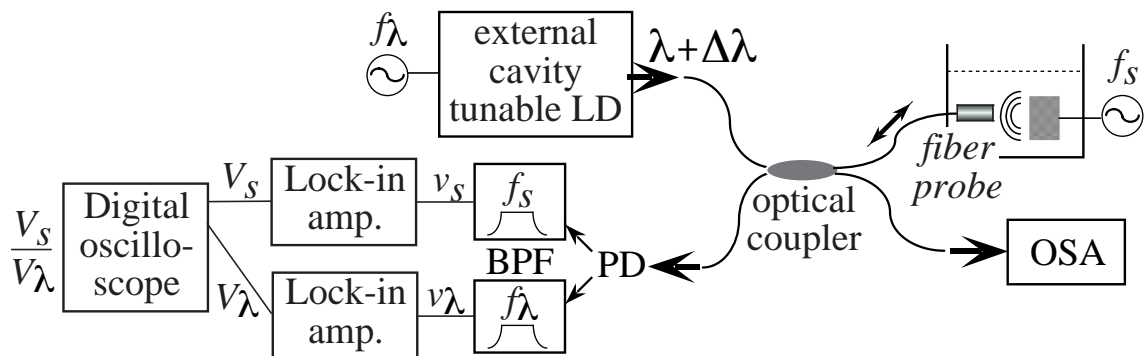 fλ
external
cavity
tunable LD
λ+Δλ
fs
fiber
probe
optical
coupler
OSA
PD
BPF
fs
fλ
vs
vλ
Lock-in
amp.
Lock-in
amp.
Vs
Vλ
Digital
oscillo-
scope
Vs
Vλ